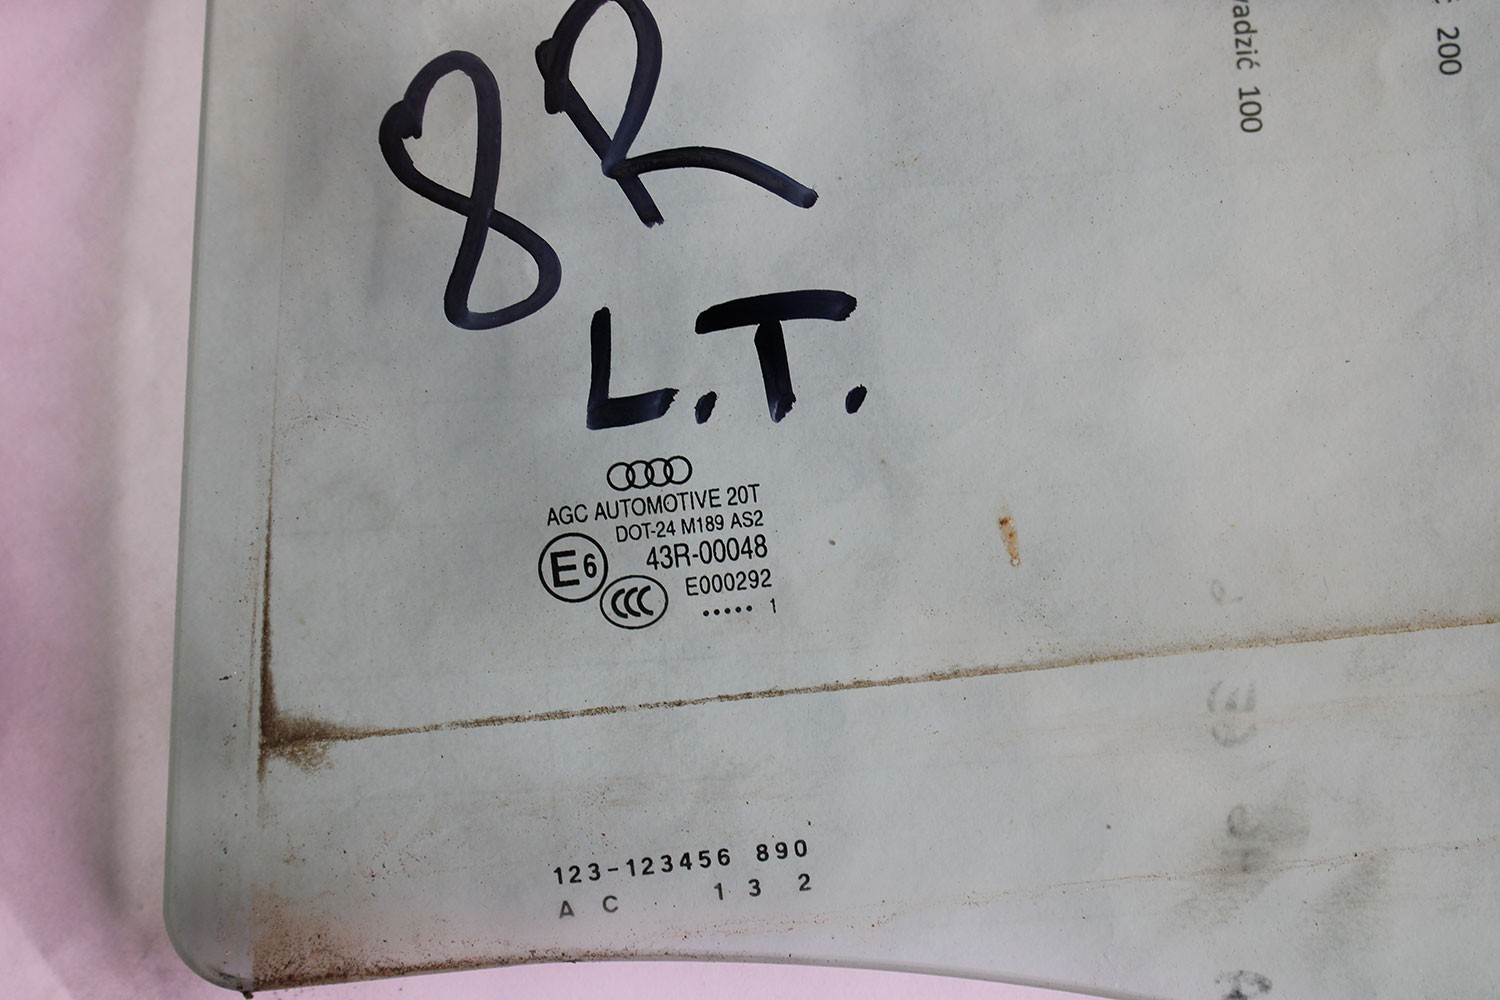 8R
L.T.
AGC AUTOMOTIVE 20T
DOT-24 M189 AS2
43R-00048
E6
E000292
CCC
..... 1
123-123456 890
A C 1 3 2
200
100